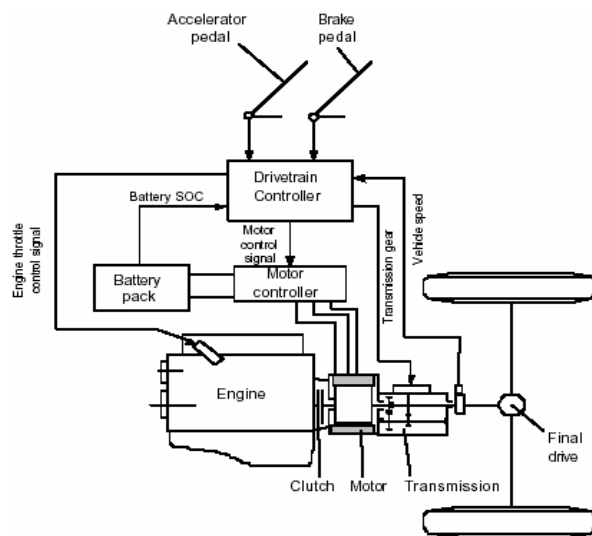 Accelerator
pedal
Brake
pedal
Drivetrain
Controller
Battery SOC
Engine throttle
control signal
Motor
control
signal
Transmission gear
Vehicle speed
Battery
pack
Motor
controller
Engine
Final
drive
Clutch
Motor
Transmission